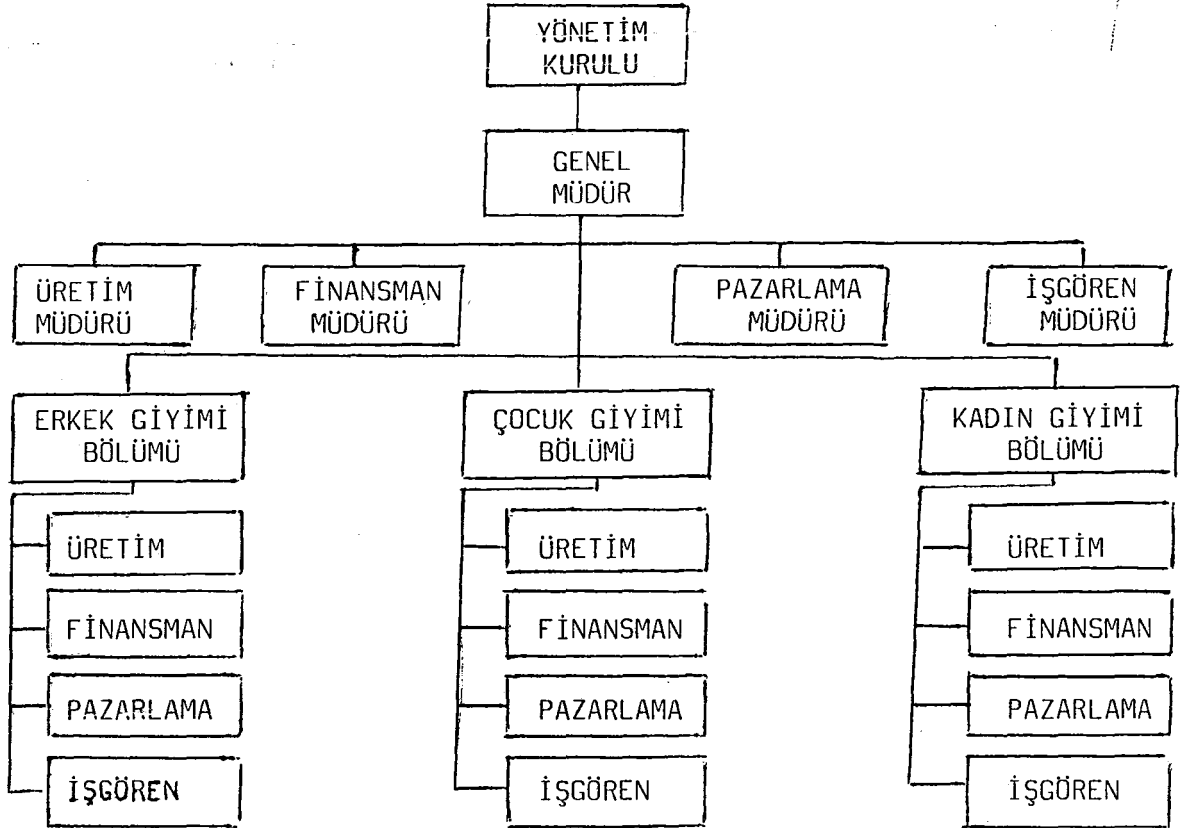 YÖNETİM
KURULU
GENEL
MÜDÜR
ÜRETİM
MÜDÜRÜ
FİNANSMAN
MÜDÜRÜ
PAZARLAMA
MÜDÜRÜ
İŞGÖREN
MÜDÜRÜ
ERKEK GİYİMİ
BÖLÜMÜ
ÇOCUK GİYİMİ
BÖLÜMÜ
KADIN GİYİMİ
BÖLÜMÜ
ÜRETİM
FİNANSMAN
PAZARLAMA
İŞGÖREN
ÜRETİM
FİNANSMAN
PAZARLAMA
İŞGÖREN
ÜRETİM
FİNANSMAN
PAZARLAMA
İŞGÖREN